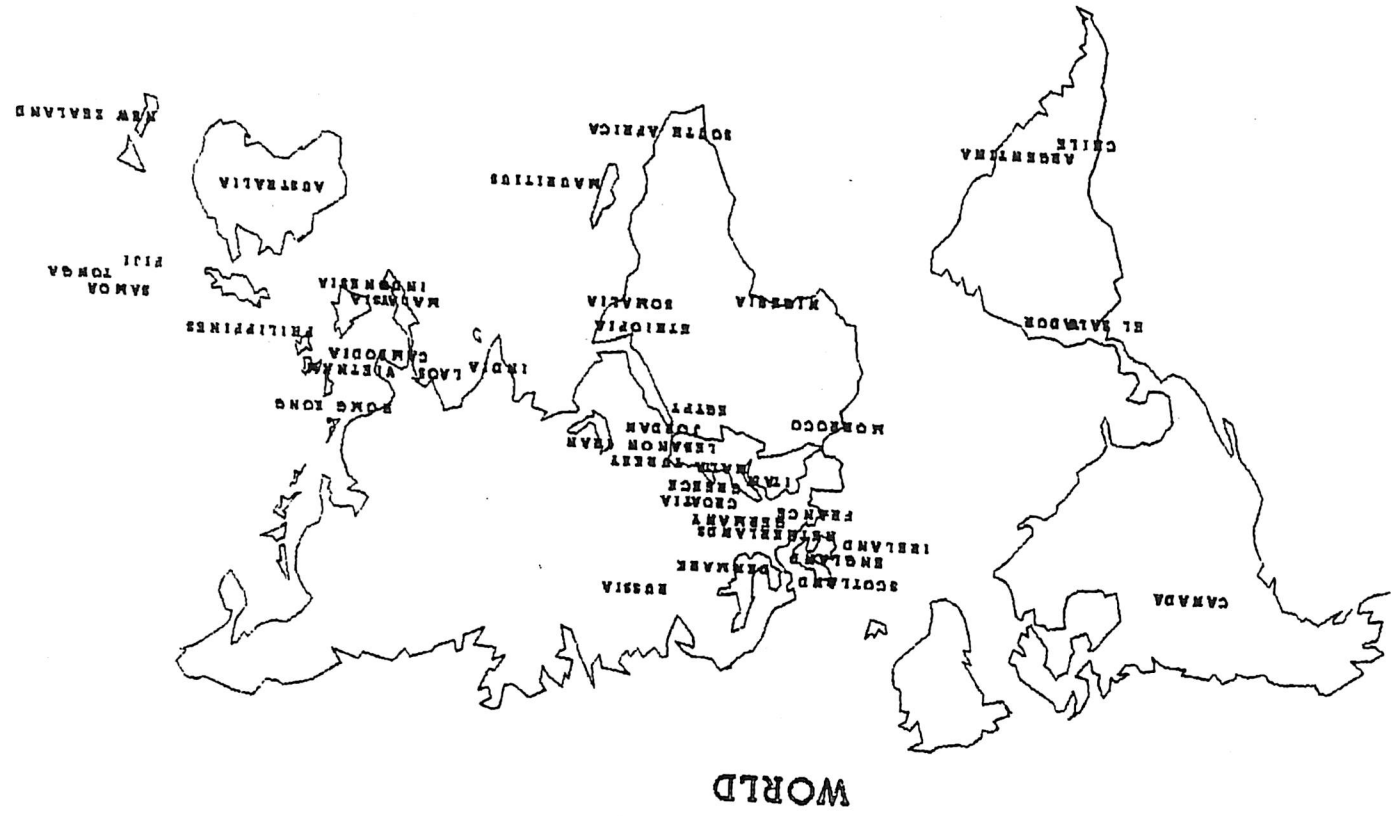 WORLD
CANADA
RUSSIA
SCOTLAND
DENMARK
ENGLAND
IRELAND
NETHERLANDS
GERMANY
FRANCE
CROATIA
GREECE
ITALY
MALTA
TURKEY
LEBANON
IRAN
JORDAN
MOROCO
EGYPT
HONG KONG
INDIA
LAOS
VIETNAM
CAMBODIA
PHILIPPINES
EL SALVADOR
ETHIOPIA
NIGERIA
SOMALIA
MALAYSIA
INDONESIA
SAMOA
TONGA
FIJI
MAURITIUS
AUSTRALIA
ARGENTINA
CHILE
SOUTH AFRICA
NEW ZEALAND